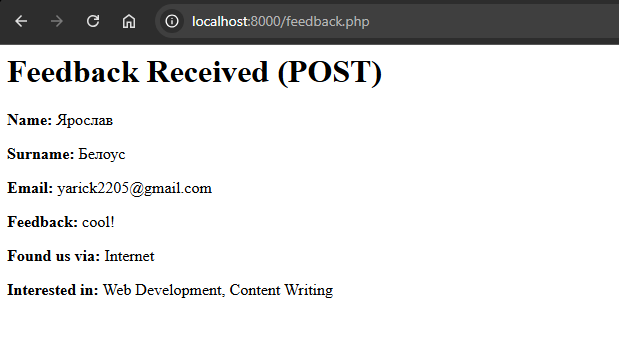 localhost:8000/feedback.php
Feedback Received (POST)
Name: Ярослав
Surname: Белоус
Email: yarick2205@gmail.com
Feedback: cool!
Found us via: Internet
Interested in: Web Development, Content Writing